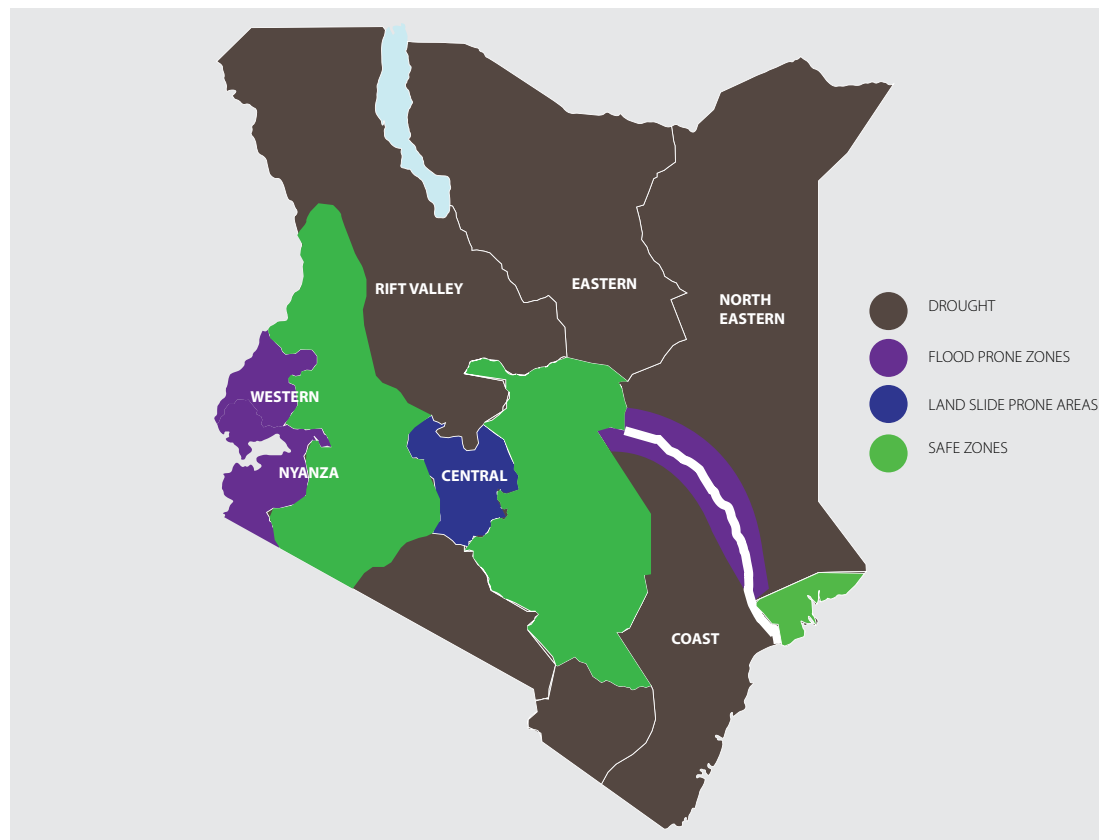 RIFT VALLEY
EASTERN
NORTH
EASTERN
WESTERN
NYANZA
CENTRAL
COAST
DROUGHT
FLOOD PRONE ZONES
LAND SLIDE PRONE AREAS
SAFE ZONES